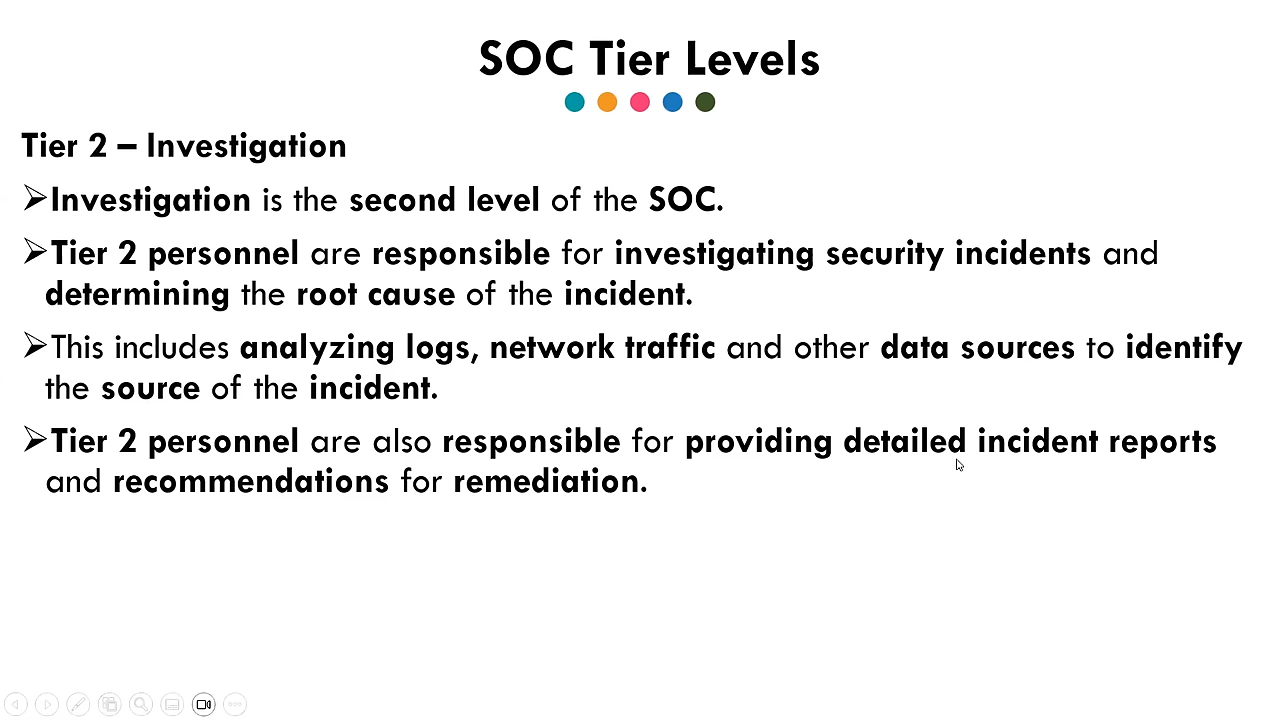 SOC Tier Levels
Tier 2 – Investigation
➢Investigation is the second level of the SOC.
➢Tier 2 personnel are responsible for investigating security incidents and
determining the root cause of the incident.
➢This includes analyzing logs, network traffic and other data sources to identify
the source of the incident.
➢Tier 2 personnel are also responsible for providing detailed incident reports
and recommendations for remediation.